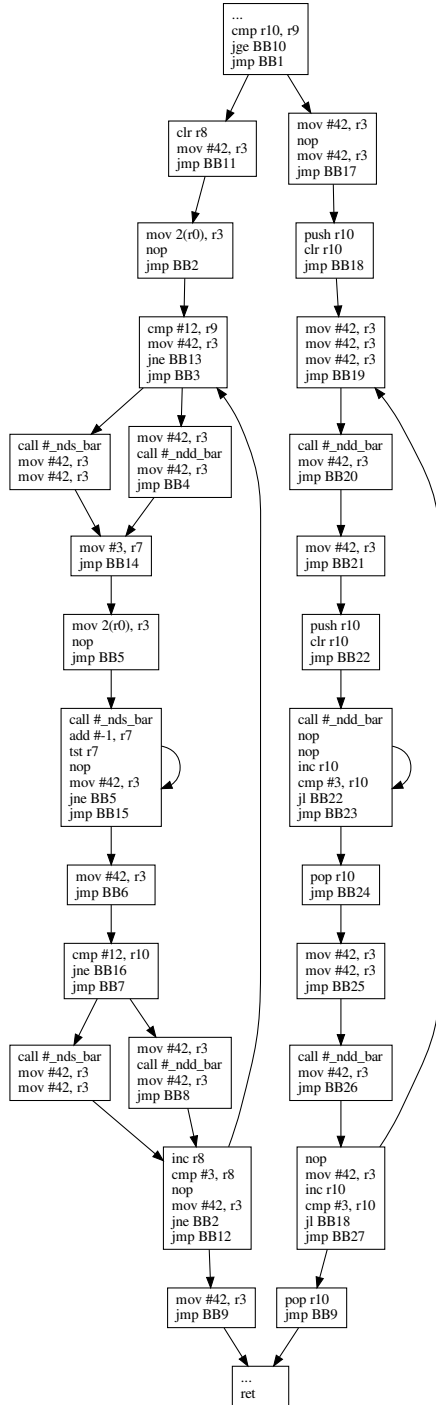 ...
cmp r10, r9
jge BB10
jmp BB1
clr r8
mov #42, r3
jmp BB11
mov #42, r3
nop
mov #42, r3
jmp BB17
mov 2(r0), r3
nop
jmp BB2
push r10
clr r10
jmp BB18
cmp #12, r9
mov #42, r3
jne BB13
jmp BB3
mov #42, r3
mov #42, r3
mov #42, r3
jmp BB19
call #_nds_bar
mov #42, r3
mov #42, r3
mov #42, r3
call #_ndd_bar
mov #42, r3
jmp BB4
call #_ndd_bar
mov #42, r3
jmp BB20
mov #3, r7
jmp BB14
mov #42, r3
jmp BB21
mov 2(r0), r3
nop
jmp BB5
push r10
clr r10
jmp BB22
call #_nds_bar
add #-1, r7
tst r7
nop
mov #42, r3
jne BB5
jmp BB15
call #_ndd_bar
nop
nop
inc r10
cmp #3, r10
jl BB22
jmp BB23
mov #42, r3
jmp BB6
pop r10
jmp BB24
cmp #12, r10
jne BB16
jmp BB7
mov #42, r3
mov #42, r3
jmp BB25
call #_nds_bar
mov #42, r3
mov #42, r3
mov #42, r3
call #_ndd_bar
mov #42, r3
jmp BB8
call #_ndd_bar
mov #42, r3
jmp BB26
inc r8
cmp #3, r8
nop
mov #42, r3
jne BB2
jmp BB12
nop
mov #42, r3
inc r10
cmp #3, r10
jl BB18
jmp BB27
mov #42, r3
jmp BB9
pop r10
jmp BB9
...
ret